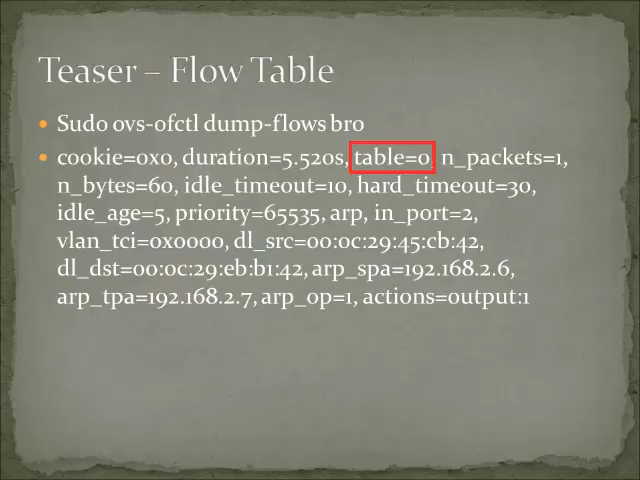 Teaser – Flow Table
Sudo ovs-ofctl dump-flows br0
cookie=0x0, duration=5.520s, table=0, n_packets=1,
n_bytes=60, idle_timeout=10, hard_timeout=30,
idle_age=5, priority=65535, arp, in_port=2,
vlan_tci=0x0000, dl_src=00:0c:29:45:cb:42,
dl_dst=00:0c:29:eb:b1:42, arp_spa=192.168.2.6,
arp_tpa=192.168.2.7, arp_op=1, actions=output:1